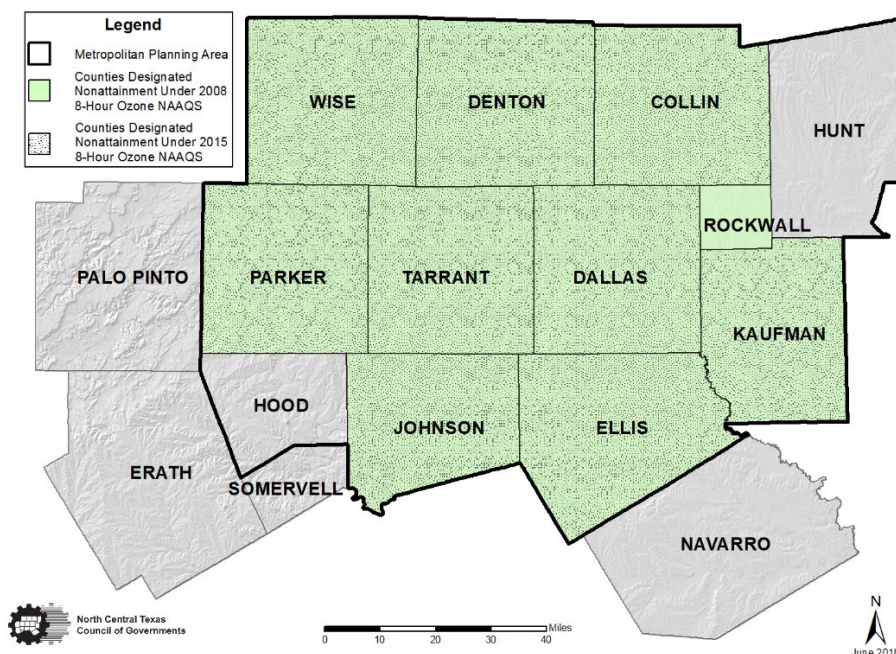 Legend
Metropolitan Planning Area
Counties Designated
Nonattainment Under 2008
8-Hour Ozone NAAQS
Counties Designated
Nonattainment Under 2015
8-Hour Ozone NAAQS
WISE
DENTON
COLLIN
HUNT
PALO PINTO
PARKER
TARRANT
DALLAS
ROCKWALL
KAUFMAN
HOOD
JOHNSON
ELLIS
ERATH
SOMERVELL
NAVARRO
North Central Texas
Council of Governments
0 10 20 30 40
Miles
N
June 2018